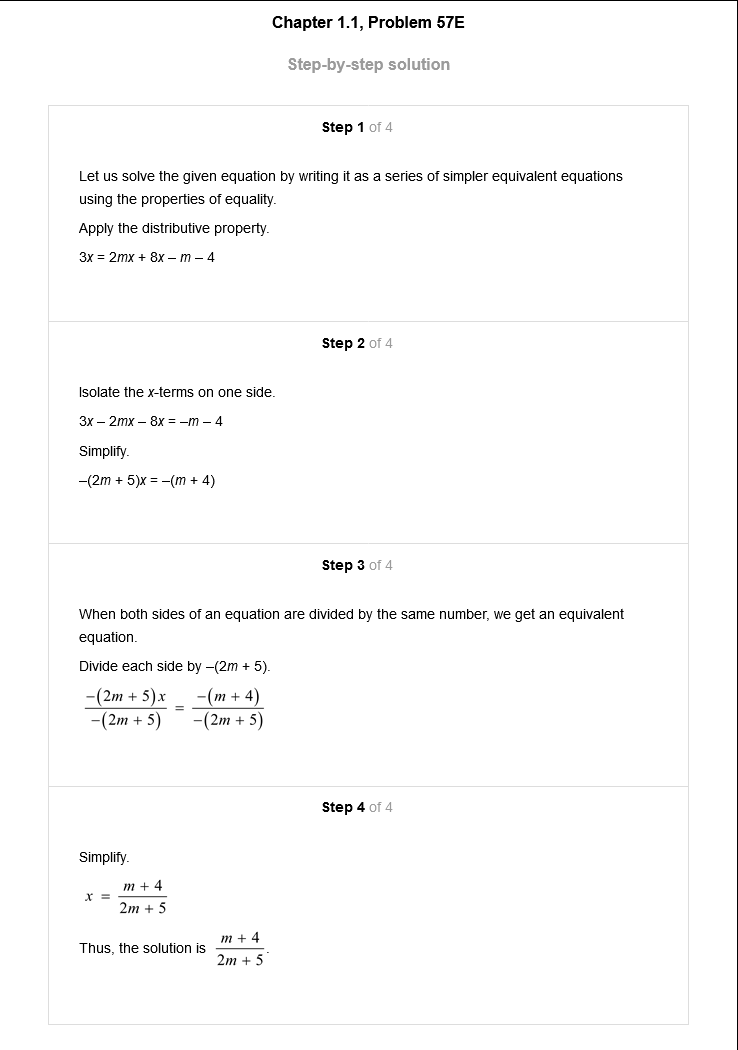 Chapter 1.1, Problem 57E
Step-by-step solution
Step 1 of 4
Let us solve the given equation by writing it as a series of simpler equivalent equations
using the properties of equality.
Apply the distributive property.
3x = 2mx + 8x – m – 4
Step 2 of 4
Isolate the x-terms on one side.
3x – 2mx – 8x = –m – 4
Simplify.
–(2m + 5)x = –(m + 4)
Step 3 of 4
When both sides of an equation are divided by the same number, we get an equivalent
equation.
Divide each side by –(2m + 5).
−(2m + 5)x / −(2m + 5) = −(m + 4) / −(2m + 5)
Step 4 of 4
Simplify.
x = (m + 4) / (2m + 5)
Thus, the solution is (m + 4) / (2m + 5).